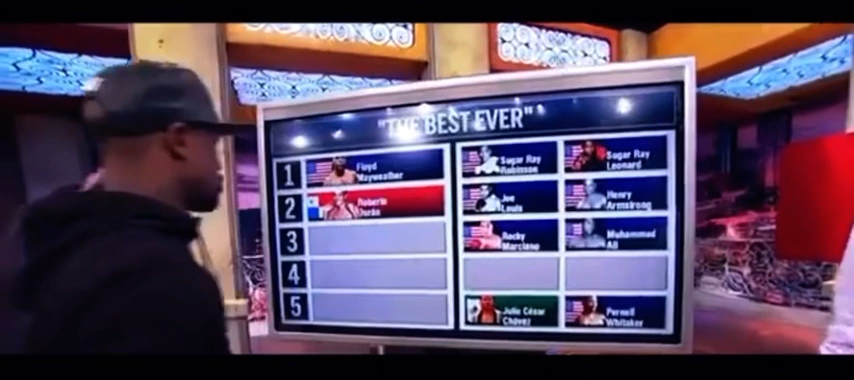 "THE BEST EVER"
1 Floyd Mayweather
2 Roberto Durán
3
4
5
Sugar Ray Robinson
Sugar Ray Leonard
Joe Louis
Henry Armstrong
Rocky Marciano
Muhammad Ali
Julio César Chávez
Pernell Whitaker